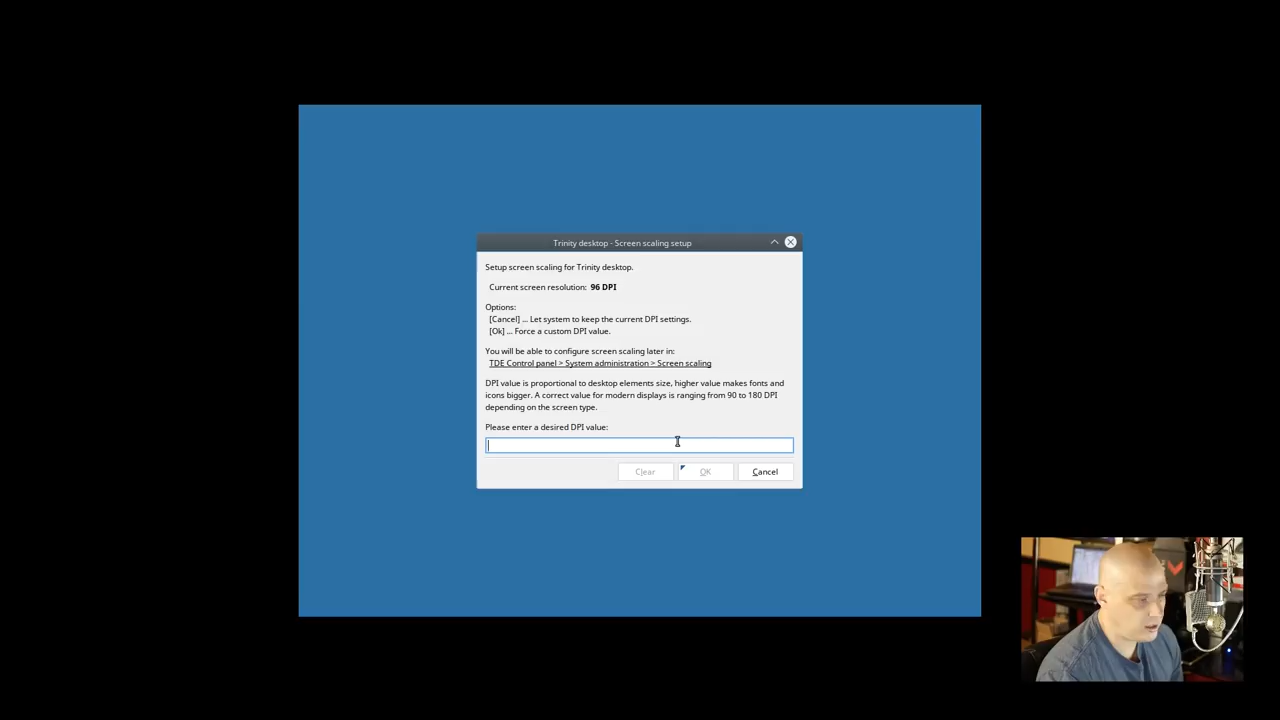 Trinity desktop - Screen scaling setup
Setup screen scaling for Trinity desktop.
Current screen resolution: 96 DPI
Options:
[Cancel] ... Let system to keep the current DPI settings.
[Ok] ... Force a custom DPI value.
You will be able to configure screen scaling later in:
TDE Control panel > System administration > Screen scaling
DPI value is proportional to desktop elements size, higher value makes fonts and
icons bigger. A correct value for modern displays is ranging from 90 to 180 DPI
depending on the screen type.
Please enter a desired DPI value:
Clear OK Cancel